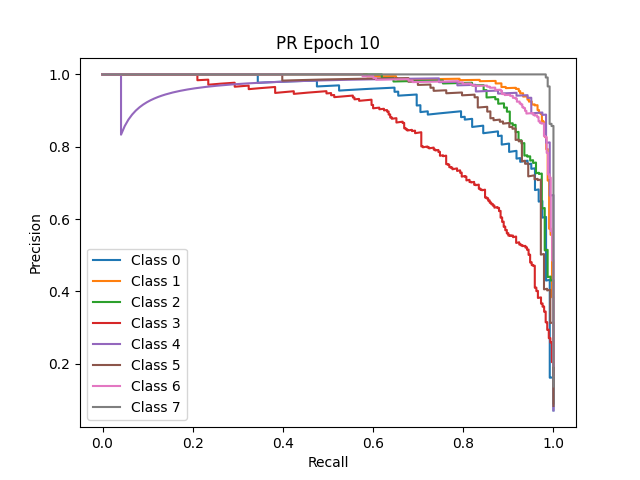 PR Epoch 10
Precision
1.0
0.8
0.6
0.4
0.2
Class 0
Class 1
Class 2
Class 3
Class 4
Class 5
Class 6
Class 7
0.0 0.2 0.4 0.6 0.8 1.0
Recall